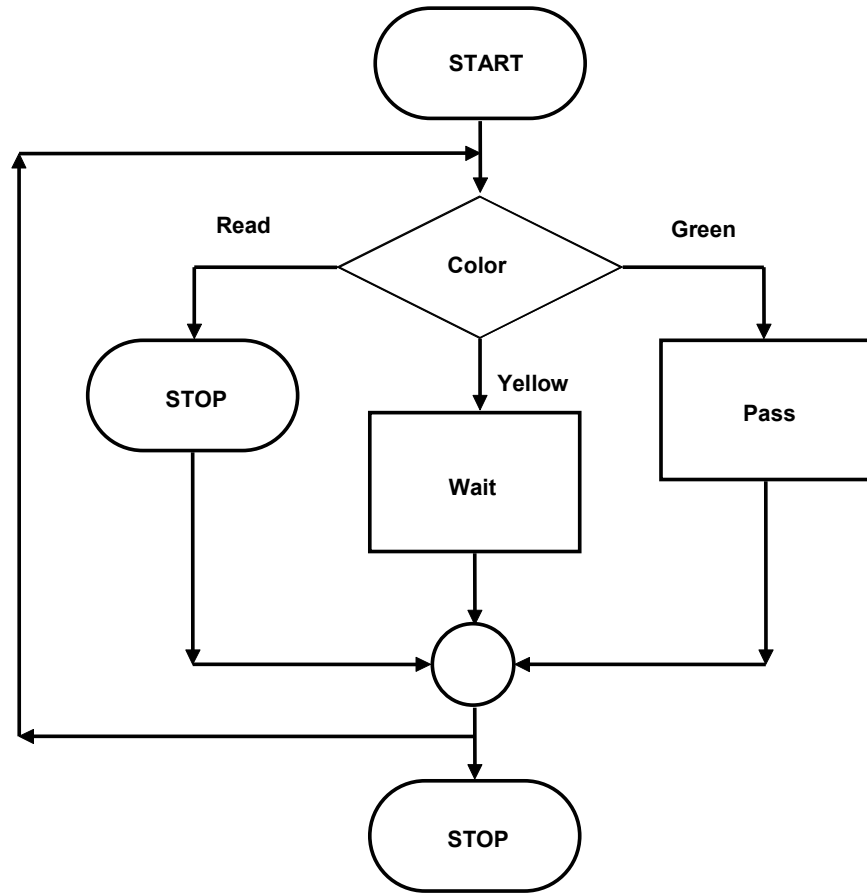 START
Read
Green
Color
Yellow
STOP
Pass
Wait
STOP